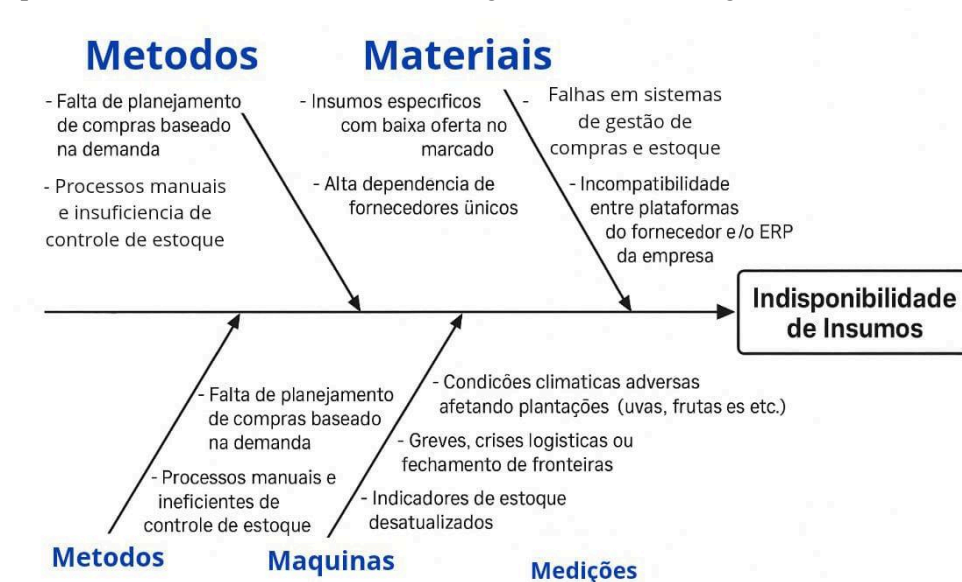 Metodos
Materiais
- Falta de planejamento
de compras baseado
na demanda
- Processos manuais
e insuficiencia de
controle de estoque
- Insumos especificos
com baixa oferta no
marcado
- Alta dependencia de
fornecedores ünicos
- Falhas em sistemas
de gestão de
compras e estoque
- Incompatibilidade
entre plataformas
do fornecedor e/o ERP
da empresa
Indisponibilidade
de Insumos
- Falta de planejamento
de compras baseado
na demanda
- Processos manuais e
ineficientes de
controle de estoque
- Condicões climaticas adversas
afetando plantações (uvas, frutas es etc.)
- Greves, crises logisticas ou
fechamento de fronteiras
- Indicadores de estoque
desatualizados
Metodos
Maquinas
Medições